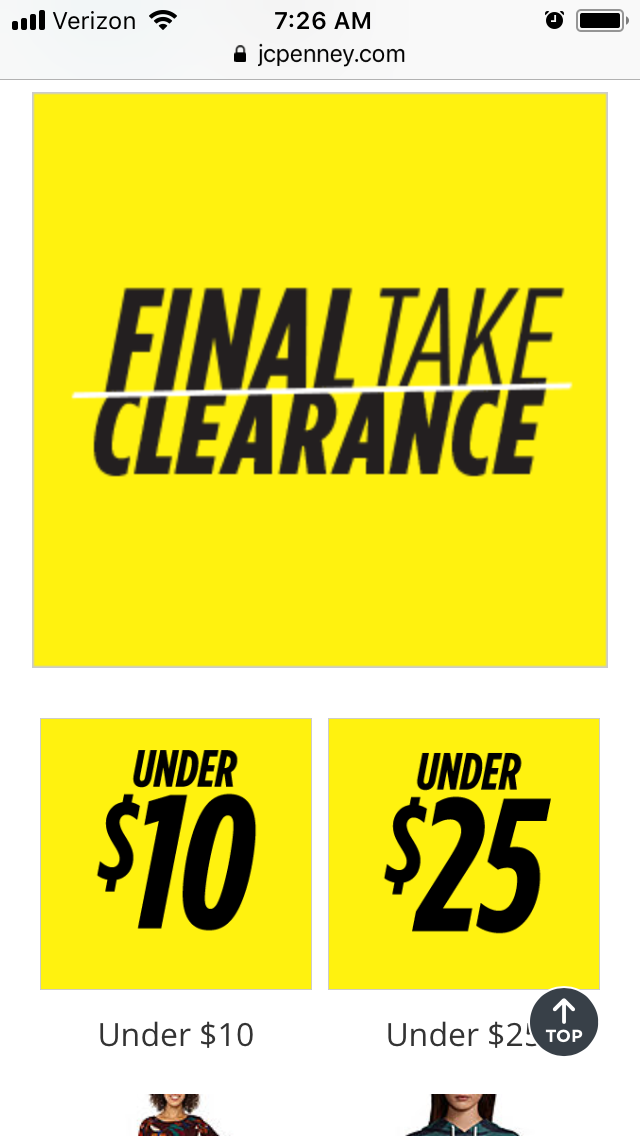 Verizon 7:26 AM
jcpenney.com
FINAL TAKE
CLEARANCE
UNDER
$10
UNDER
$25
Under $10
Under $25
TOP